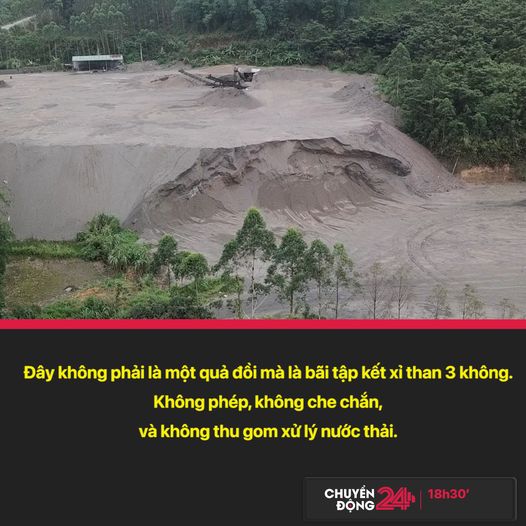 Đây không phải là một quả đồi mà là bãi tập kết xỉ than 3 không.
Không phép, không che chắn,
và không thu gom xử lý nước thải.
CHUYỂN ĐỘNG 24h 18h30'